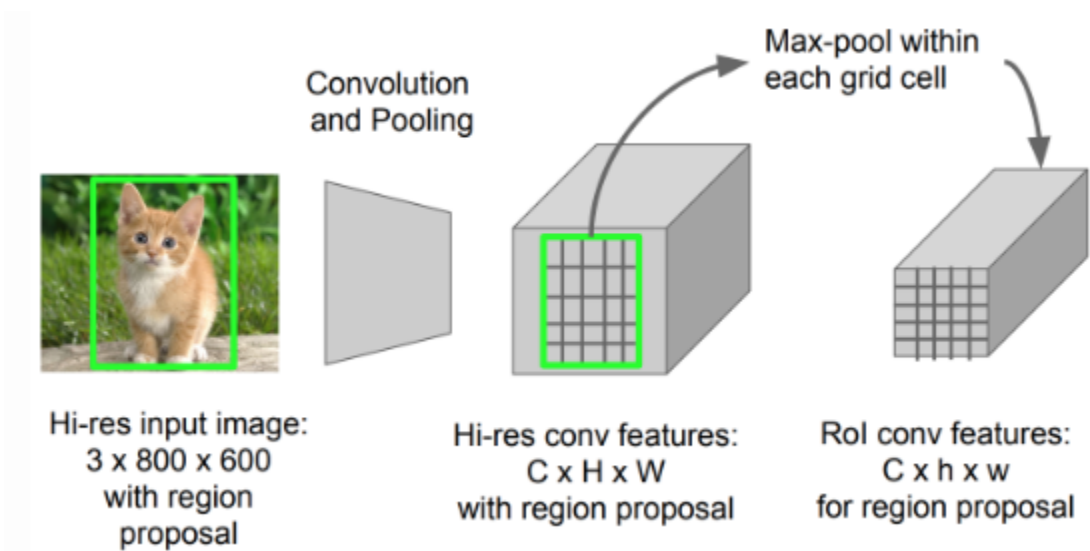 Convolution
and Pooling
Max-pool within
each grid cell
Hi-res input image:
3 x 800 x 600
with region
proposal
Hi-res conv features:
C x H x W
with region proposal
RoI conv features:
C x h x w
for region proposal